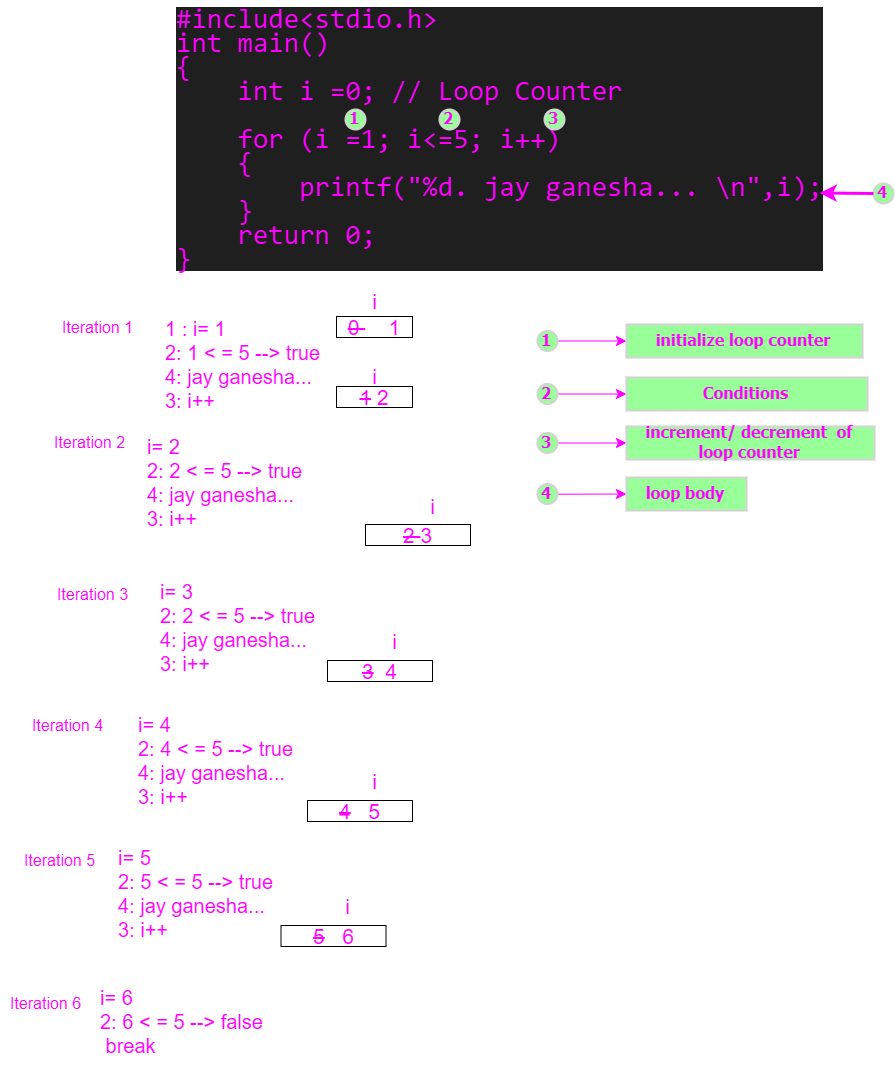 #include<stdio.h>
int main()
{
    int i =0; // Loop Counter
1 2 3
    for (i =1; i<=5; i++)
    {
        printf("%d. jay ganesha... \n",i);
4
    }
    return 0;
}
i
0 1
Iteration 1
1 : i= 1
2: 1 < = 5 --> true
4: jay ganesha...
3: i++
i
1 2
1
initialize loop counter
2
Conditions
3
increment/ decrement of
loop counter
4
loop body
Iteration 2
i= 2
2: 2 < = 5 --> true
4: jay ganesha...
3: i++
i
2 3
Iteration 3
i= 3
2: 2 < = 5 --> true
4: jay ganesha...
3: i++
i
3 4
Iteration 4
i= 4
2: 4 < = 5 --> true
4: jay ganesha...
3: i++
i
4 5
Iteration 5
i= 5
2: 5 < = 5 --> true
4: jay ganesha...
3: i++
i
5 6
Iteration 6
i= 6
2: 6 < = 5 --> false
break